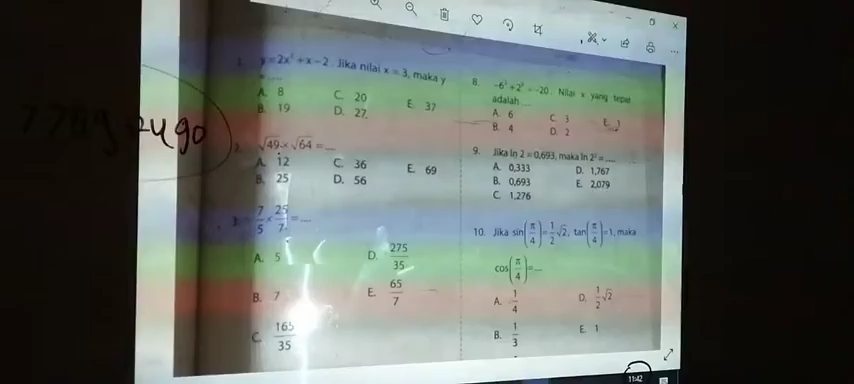 y=2x²+x-2. Jika nilai x = 3, maka y
= ....
A. 8
B. 19
C. 20
D. 27
E. 37
√49 × √64 = ....
A. 12
B. 25
C. 36
D. 56
E. 69
7/5 × 25/7 = ....
A. 5
B. 7
C. 165/35
D. 275/35
E. 65/7
8. Nilai x yang tepat
adalah
A. 6
B. 4
C. 3
D. 2
9. Jika ln 2 = 0,693, maka ln 2³ = ....
A. 0,333
B. 0,693
C. 1,276
D. 1,767
E. 2,079
10. Jika sin(π/4) = 1/2 √2, tan(π/4) = 1, maka
cos(π/4) = ....
A. 1/4
B. 1/3
D. 1/2 √2
E. 1
11:42